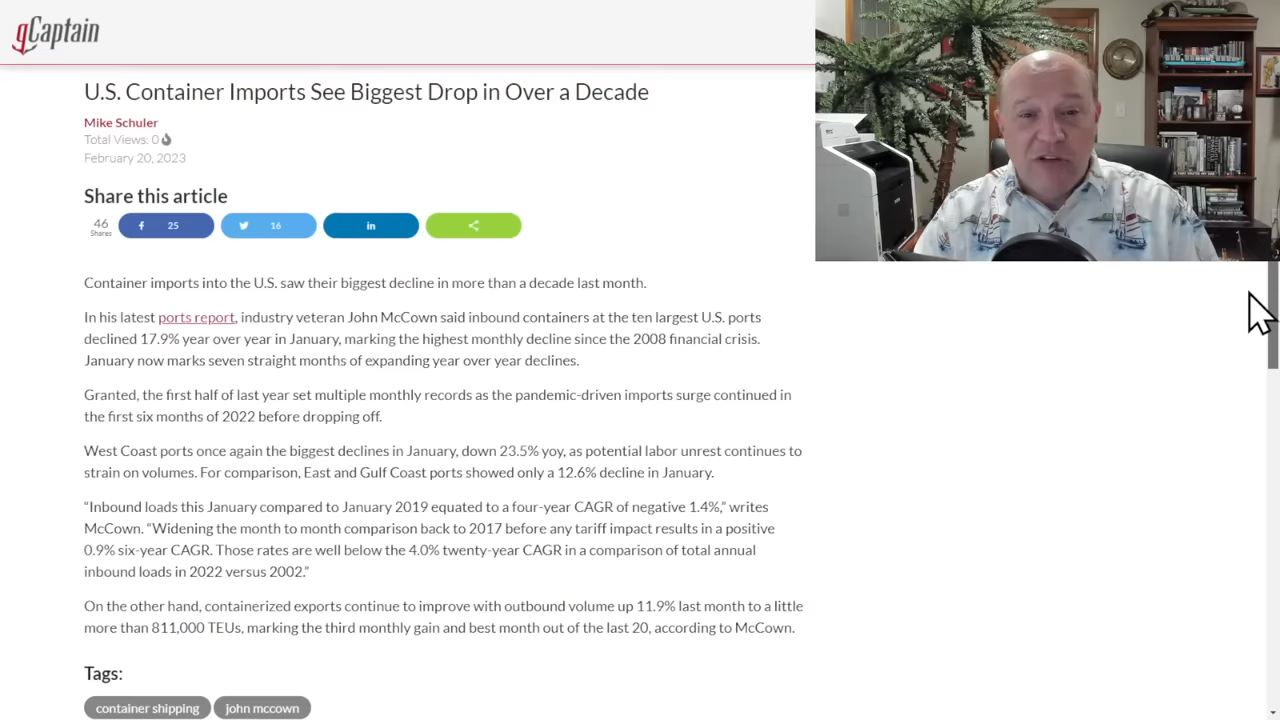 gCaptain
U.S. Container Imports See Biggest Drop in Over a Decade
Mike Schuler
Total Views: 0
February 20, 2023
Share this article
46
Shares
25
16
in
Container imports into the U.S. saw their biggest decline in more than a decade last month.
In his latest ports report, industry veteran John McCown said inbound containers at the ten largest U.S. ports
declined 17.9% year over year in January, marking the highest monthly decline since the 2008 financial crisis.
January now marks seven straight months of expanding year over year declines.
Granted, the first half of last year set multiple monthly records as the pandemic-driven imports surge continued in
the first six months of 2022 before dropping off.
West Coast ports once again the biggest declines in January, down 23.5% yoy, as potential labor unrest continues to
strain on volumes. For comparison, East and Gulf Coast ports showed only a 12.6% decline in January.
“Inbound loads this January compared to January 2019 equated to a four-year CAGR of negative 1.4%,” writes
McCown. “Widening the month to month comparison back to 2017 before any tariff impact results in a positive
0.9% six-year CAGR. Those rates are well below the 4.0% twenty-year CAGR in a comparison of total annual
inbound loads in 2022 versus 2002.”
On the other hand, containerized exports continue to improve with outbound volume up 11.9% last month to a little
more than 811,000 TEUs, marking the third monthly gain and best month out of the last 20, according to McCown.
Tags:
container shipping
john mccown